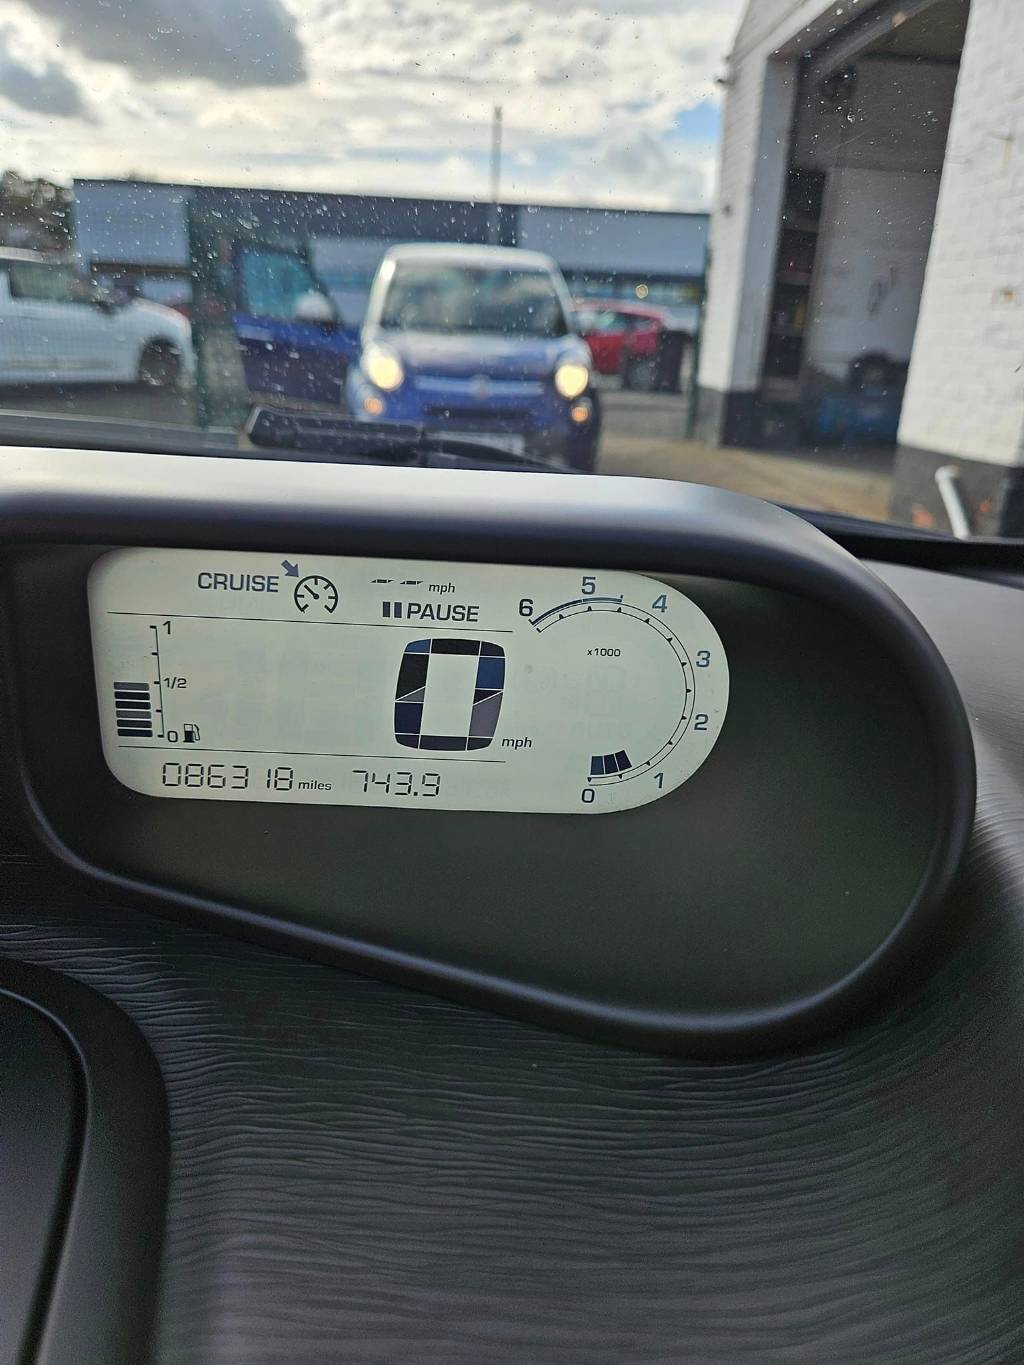 CRUISE
-- -- mph
PAUSE
6 5 4 3 2 1 0
x1000
1
1/2
0
0 mph
086318 miles 743.9